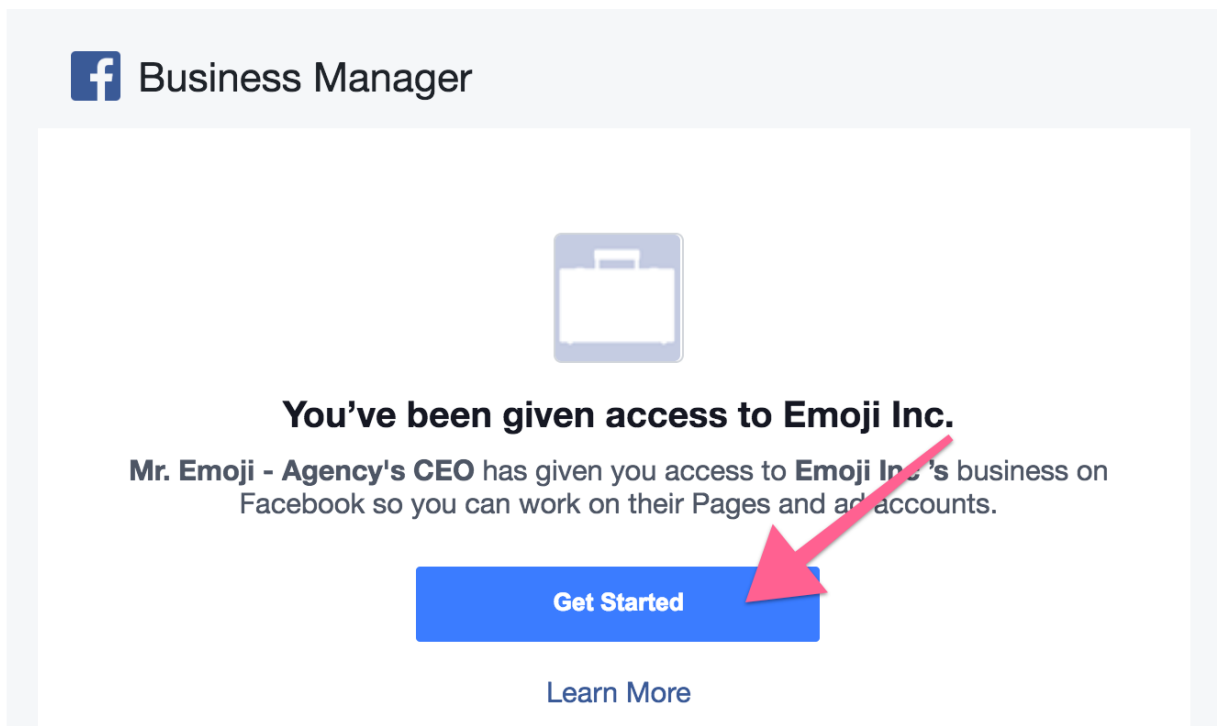 f Business Manager
You've been given access to Emoji Inc.
Mr. Emoji - Agency's CEO has given you access to Emoji Inc 's business on
Facebook so you can work on their Pages and ad accounts.
Get Started
Learn More